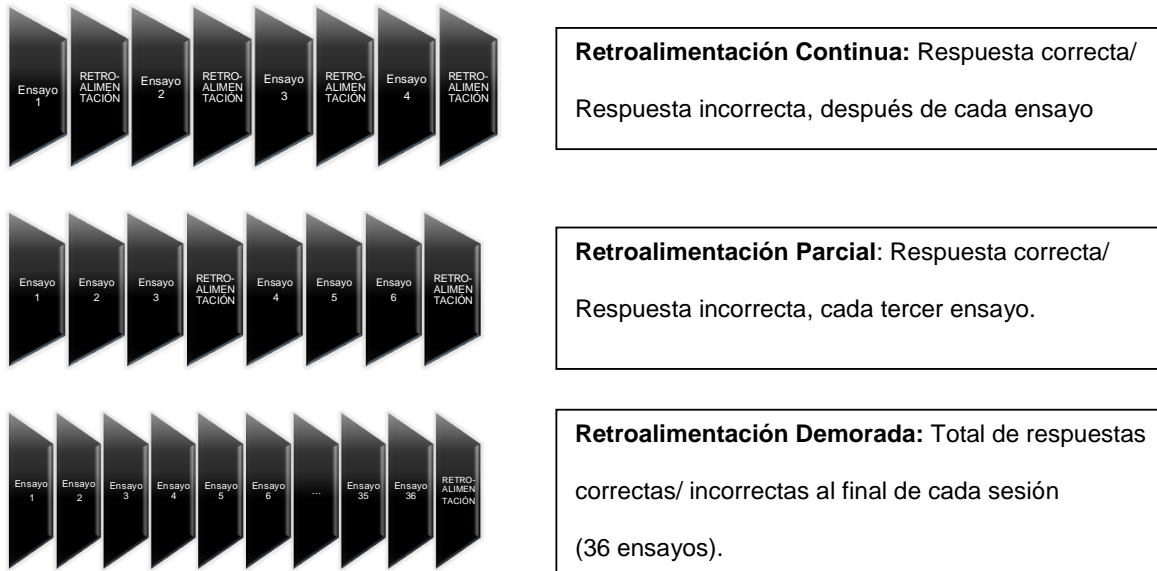 Ensayo
1
RETRO-
ALIMEN
TACIÓN
Ensayo
2
RETRO-
ALIMEN
TACIÓN
Ensayo
3
RETRO-
ALIMEN
TACIÓN
Ensayo
4
RETRO-
ALIMEN
TACIÓN
Retroalimentación Continua: Respuesta correcta/
Respuesta incorrecta, después de cada ensayo
Ensayo
1
Ensayo
2
Ensayo
3
RETRO-
ALIMEN
TACIÓN
Ensayo
4
Ensayo
5
Ensayo
6
RETRO-
ALIMEN
TACIÓN
Retroalimentación Parcial: Respuesta correcta/
Respuesta incorrecta, cada tercer ensayo.
Ensayo
1
Ensayo
2
Ensayo
3
Ensayo
4
Ensayo
5
Ensayo
6
...
Ensayo
35
Ensayo
36
RETRO-
ALIMEN
TACIÓN
Retroalimentación Demorada: Total de respuestas
correctas/ incorrectas al final de cada sesión
(36 ensayos).